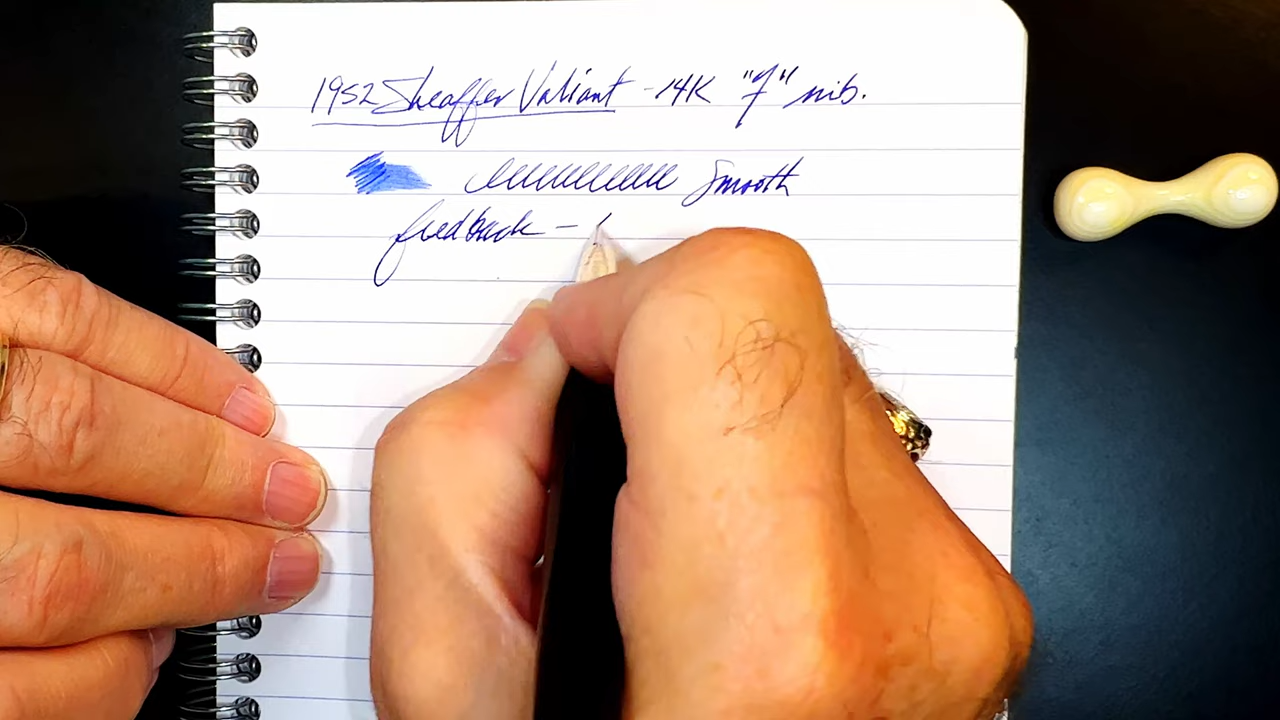 1952 Sheaffer Valiant - 14K "F" nib.
Smooth
feedback -